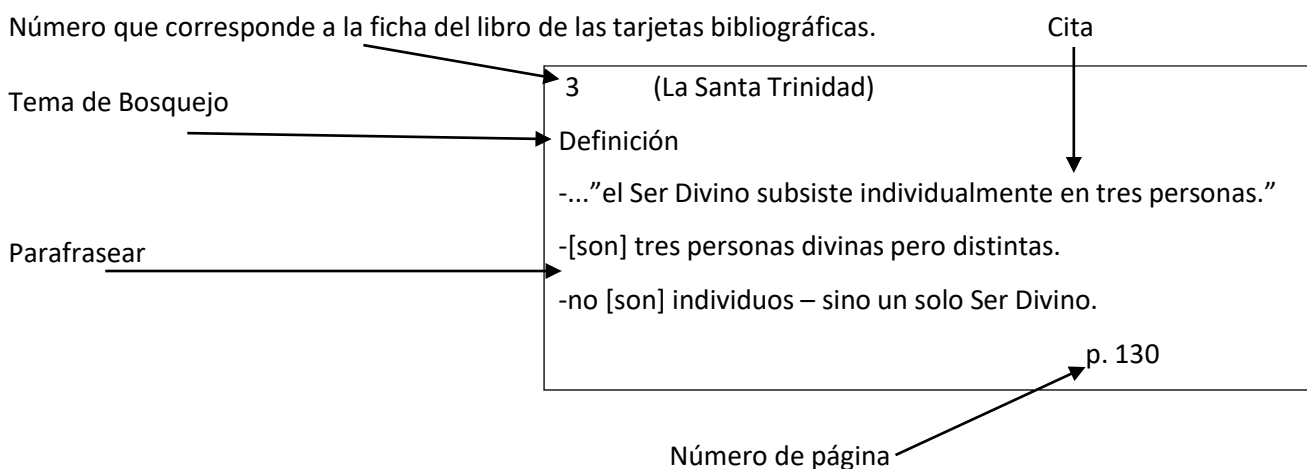 Número que corresponde a la ficha del libro de las tarjetas bibliográficas. Cita
3 (La Santa Trinidad)
Tema de Bosquejo
Definición
-...”el Ser Divino subsiste individualmente en tres personas.”
-[son] tres personas divinas pero distintas.
Parafrasear
-no [son] individuos – sino un solo Ser Divino.
p. 130
Número de página